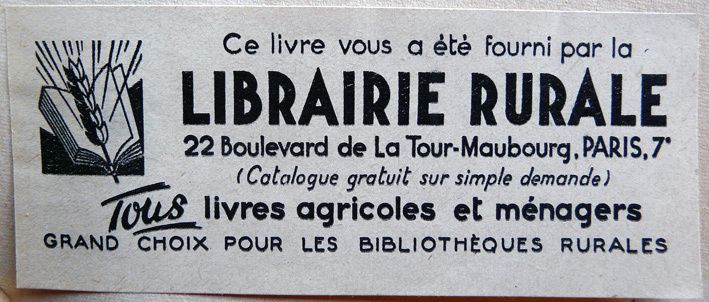 Ce livre vous a été fourni par la
LIBRAIRIE RURALE
22 Boulevard de La Tour-Maubourg, PARIS, 7e
(Catalogue gratuit sur simple demande)
Tous livres agricoles et ménagers
GRAND CHOIX POUR LES BIBLIOTHÈQUES RURALES